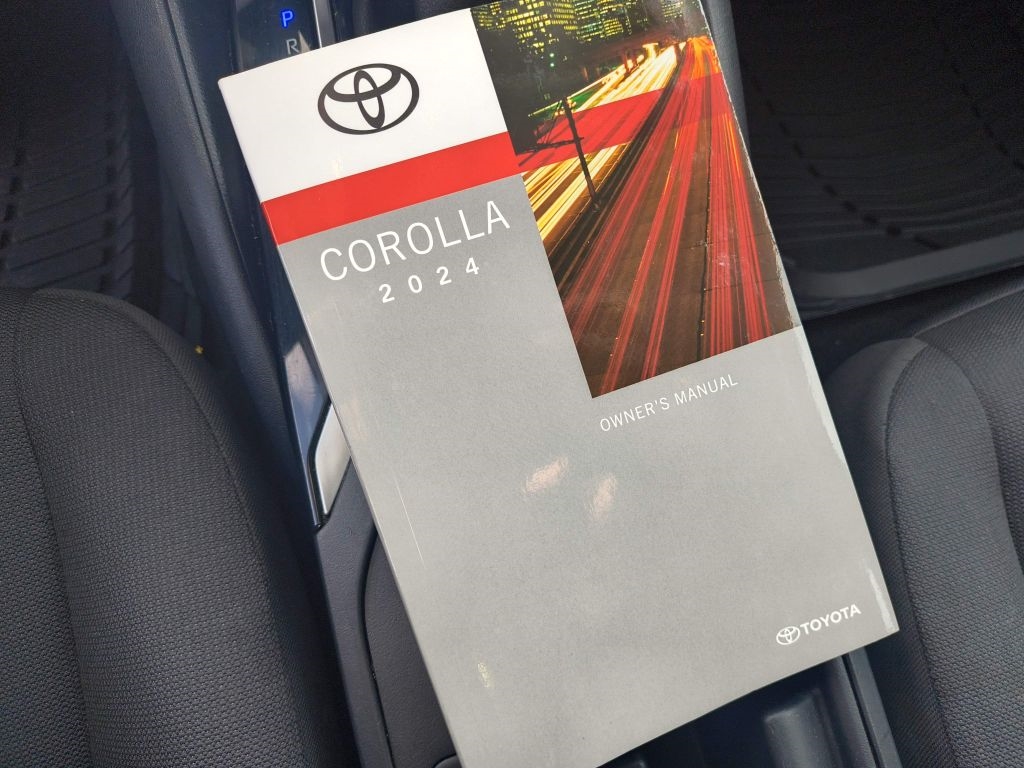 P
R
COROLLA
2024
OWNER'S MANUAL
TOYOTA